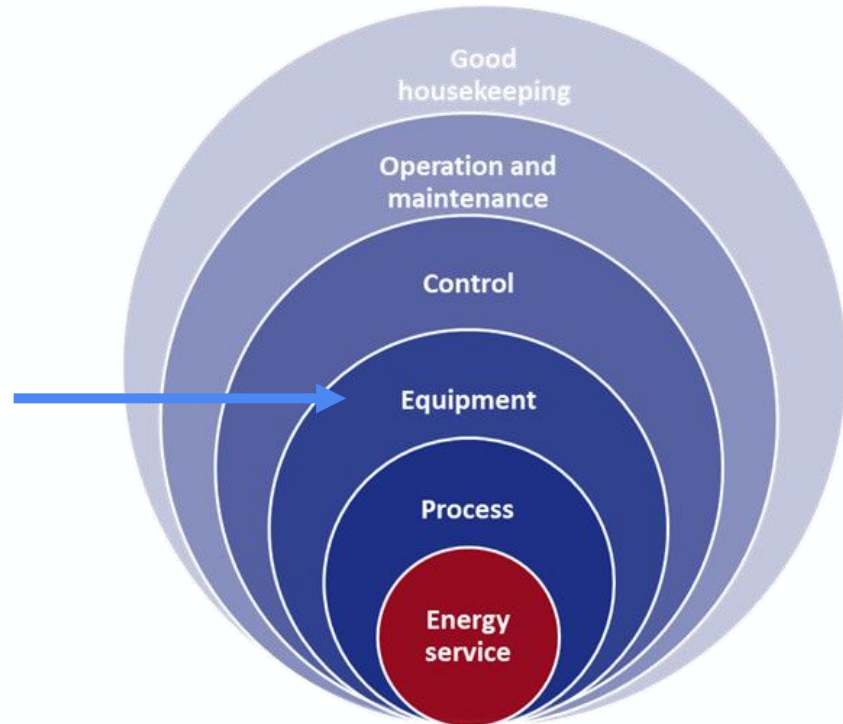 Good
housekeeping
Operation and
maintenance
Control
Equipment
Process
Energy
service